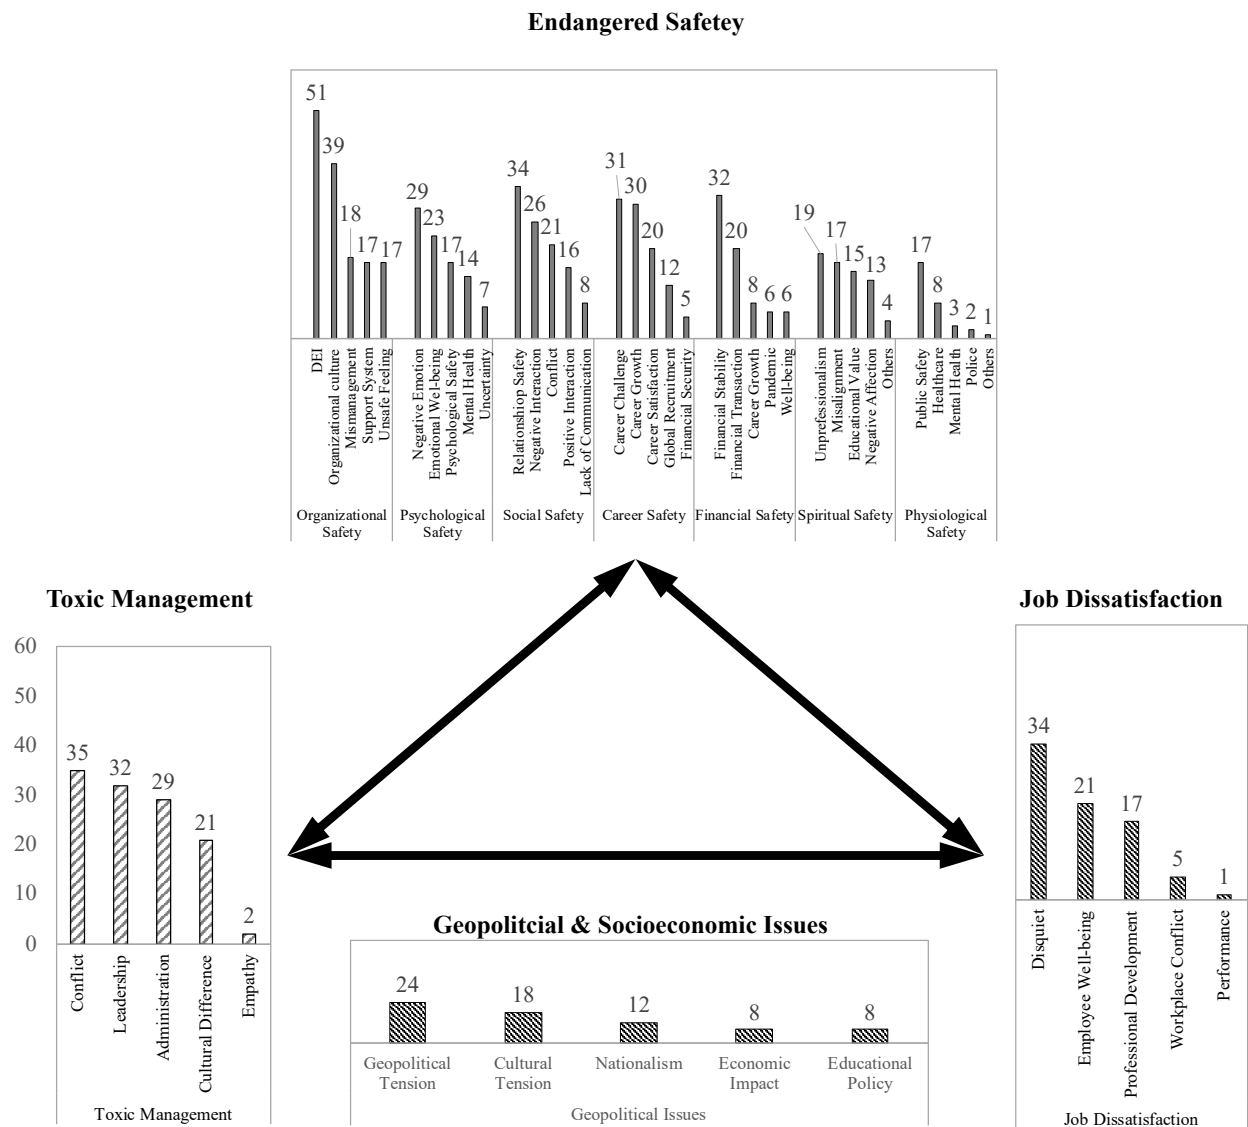 Endangered Safetey
51
39
18
17
17
29
23
17
14
7
34
26
21
16
8
31
30
20
12
5
32
20
8
6
6
19
17
15
13
4
17
8
3
2
1
DEI
Organizational culture
Mismanagement
Support System
Unsafe Feeling
Negative Emotion
Emotional Wel-being
Psychological Safety
Mental Health
Uncertainty
Relationshiop Safety
Negative Interaction
Conflict
Positive Interaction
Lack of Communication
Career Challenge
Career Growth
Career Satisfaction
Global Recruitment
Financial Security
Financial Stability
Financial Transaction
Career Growth
Pandemic
Well-being
Unprefessionalism
Misalignment
Educational Value
Negative Affection
Others
Public Safety
Healthcare
Mental Health
Police
Others
Organizational
Safety
Psychological
Safety
Social Safety
Career Safety
Financial Safety
Spiritual Safety
Physiological
Safety
Toxic Management
60
50
40
30
20
10
0
35
32
29
21
2
Conflict
Leadership
Administration
Cultural Difference
Empathy
Toxic Management
Geopolitcial & Socioeconomic Issues
24
18
12
8
8
Geopolitical
Tension
Cultural
Tension
Nationalism
Economic
Impact
Educational
Policy
Geopolitical Issues
Job Dissatisfaction
34
21
17
5
1
Disquiet
Employee Well-being
Professional Development
Workplace Conflict
Performance
Job Dissatisfaction